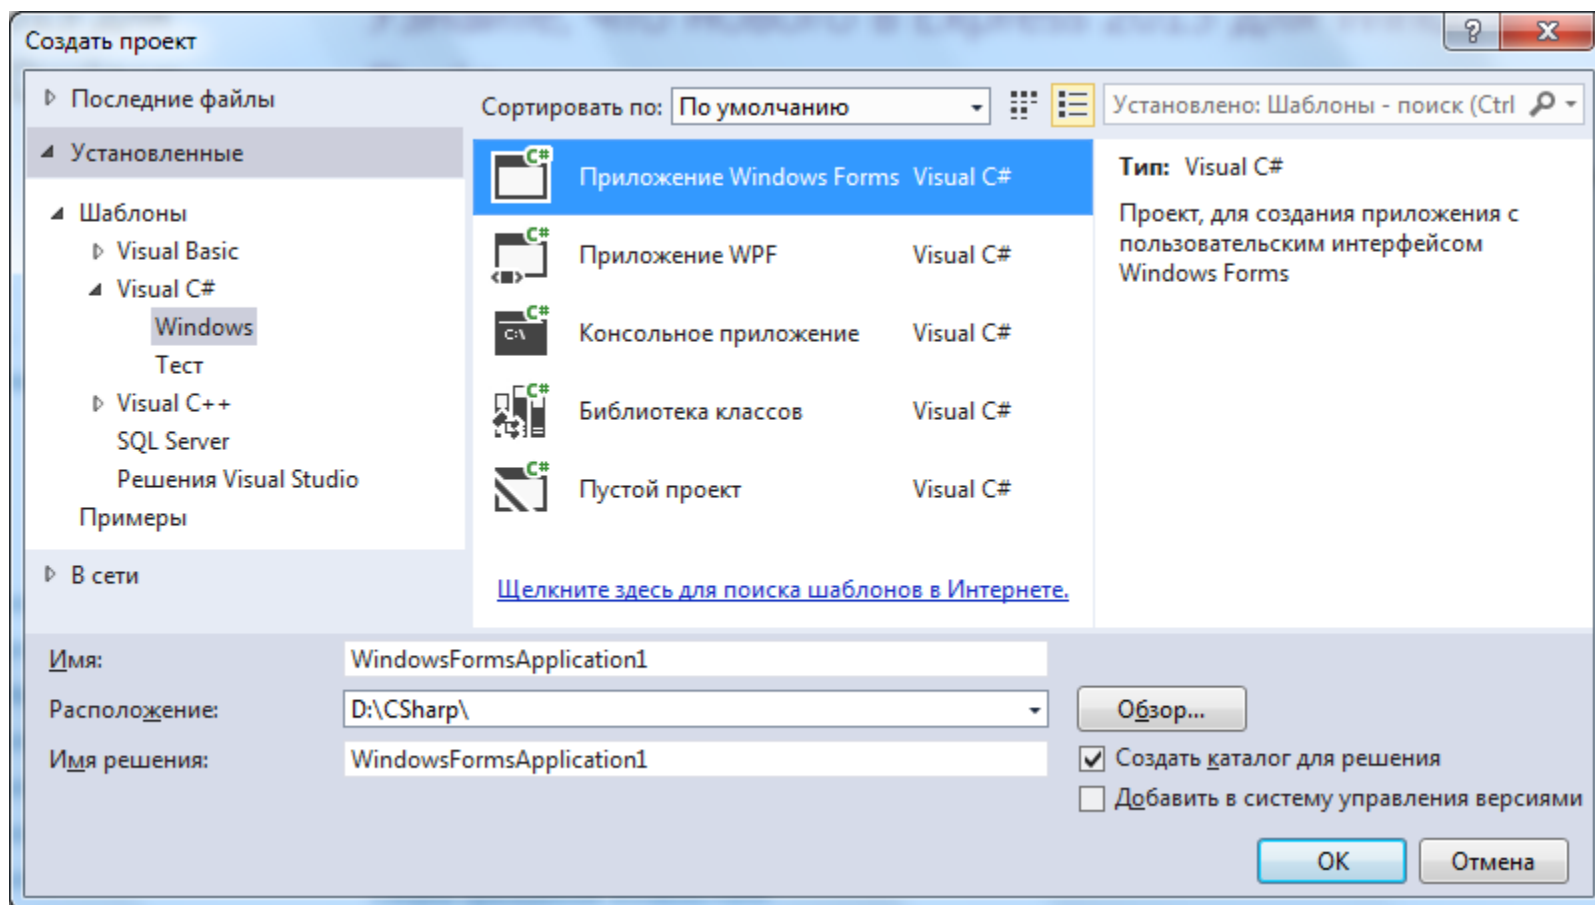 Создать проект
Последние файлы
Установленные
Шаблоны
Visual Basic
Visual C#
Windows
Тест
Visual C++
SQL Server
Решения Visual Studio
Примеры
В сети
Сортировать по: По умолчанию
Установлено: Шаблоны - поиск (Ctrl
C# Приложение Windows Forms Visual C#
C# Приложение WPF Visual C#
C# C:\ Консольное приложение Visual C#
C# Библиотека классов Visual C#
C# Пустой проект Visual C#
Щелкните здесь для поиска шаблонов в Интернете.
Тип: Visual C#
Проект, для создания приложения с
пользовательским интерфейсом
Windows Forms
Имя: WindowsFormsApplication1
Расположение: D:\CSharp\ Обзор...
Имя решения: WindowsFormsApplication1
Создать каталог для решения
Добавить в систему управления версиями
OK Отмена